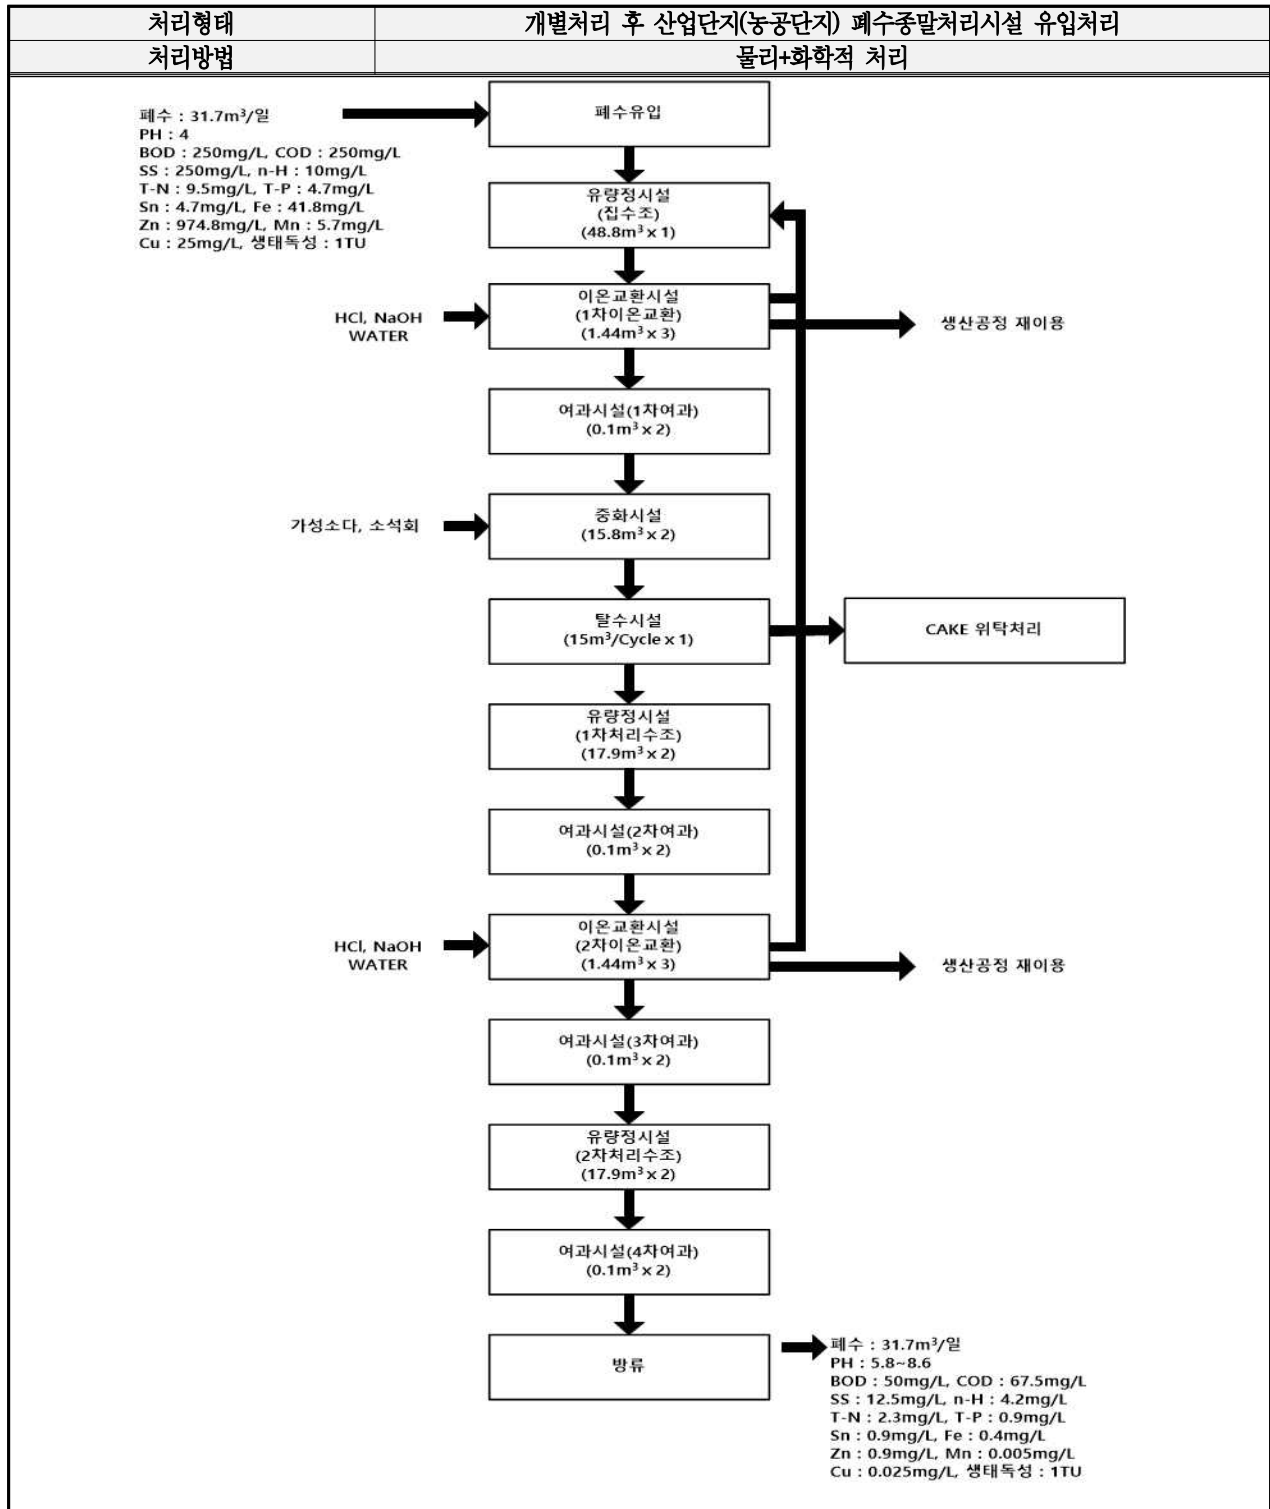 처리형태 개별처리 후 산업단지(농공단지) 폐수종말처리시설 유입처리
처리방법 물리+화학적 처리
폐수 : 31.7m³/일
PH : 4
BOD : 250mg/L, COD : 250mg/L
SS : 250mg/L, n-H : 10mg/L
T-N : 9.5mg/L, T-P : 4.7mg/L
Sn : 4.7mg/L, Fe : 41.8mg/L
Zn : 974.8mg/L, Mn : 5.7mg/L
Cu : 25mg/L, 생태독성 : 1TU
폐수유입
유량정시설
(집수조)
(48.8m³ x 1)
HCl, NaOH
WATER
이온교환시설
(1차이온교환)
(1.44m³ x 3)
생산공정 재이용
여과시설(1차여과)
(0.1m³ x 2)
가성소다, 소석회
중화시설
(15.8m³ x 2)
탈수시설
(15m³/Cycle x 1)
CAKE 위탁처리
유량정시설
(1차처리수조)
(17.9m³ x 2)
여과시설(2차여과)
(0.1m³ x 2)
HCl, NaOH
WATER
이온교환시설
(2차이온교환)
(1.44m³ x 3)
생산공정 재이용
여과시설(3차여과)
(0.1m³ x 2)
유량정시설
(2차처리수조)
(17.9m³ x 2)
여과시설(4차여과)
(0.1m³ x 2)
방류
폐수 : 31.7m³/일
PH : 5.8~8.6
BOD : 50mg/L, COD : 67.5mg/L
SS : 12.5mg/L, n-H : 4.2mg/L
T-N : 2.3mg/L, T-P : 0.9mg/L
Sn : 0.9mg/L, Fe : 0.4mg/L
Zn : 0.9mg/L, Mn : 0.005mg/L
Cu : 0.025mg/L, 생태독성 : 1TU